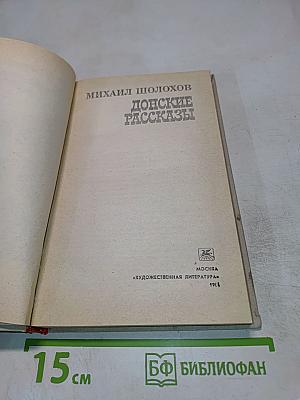 МИХАИЛ ШОЛОХОВ
ДОНСКИЕ
РАССКАЗЫ
МОСКВА
«ХУДОЖЕСТВЕННАЯ ЛИТЕРАТУРА»
15 см
БФ БИБЛИОФАН